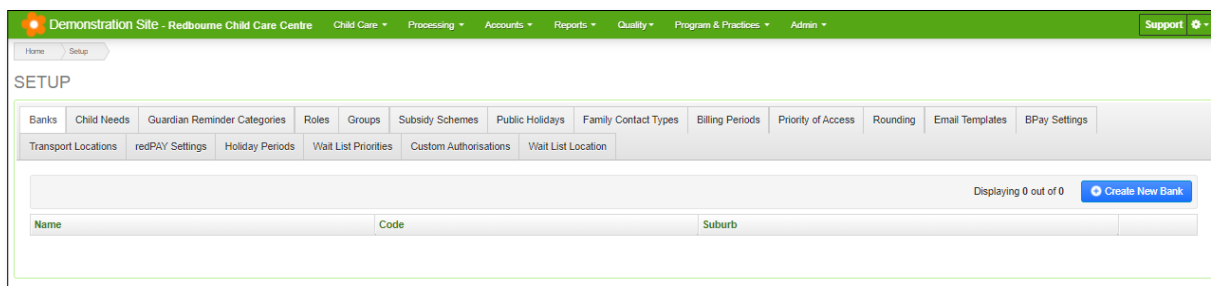 Demonstration Site - Redbourne Child Care Centre Child Care Processing Accounts Reports Quality Program & Practices Admin Support
Home Setup
SETUP
Banks Child Needs Guardian Reminder Categories Roles Groups Subsidy Schemes Public Holidays Family Contact Types Billing Periods Priority of Access Rounding Email Templates BPay Settings
Transport Locations redPAY Settings Holiday Periods Wait List Priorities Custom Authorisations Wait List Location
Displaying 0 out of 0 Create New Bank
Name Code Suburb